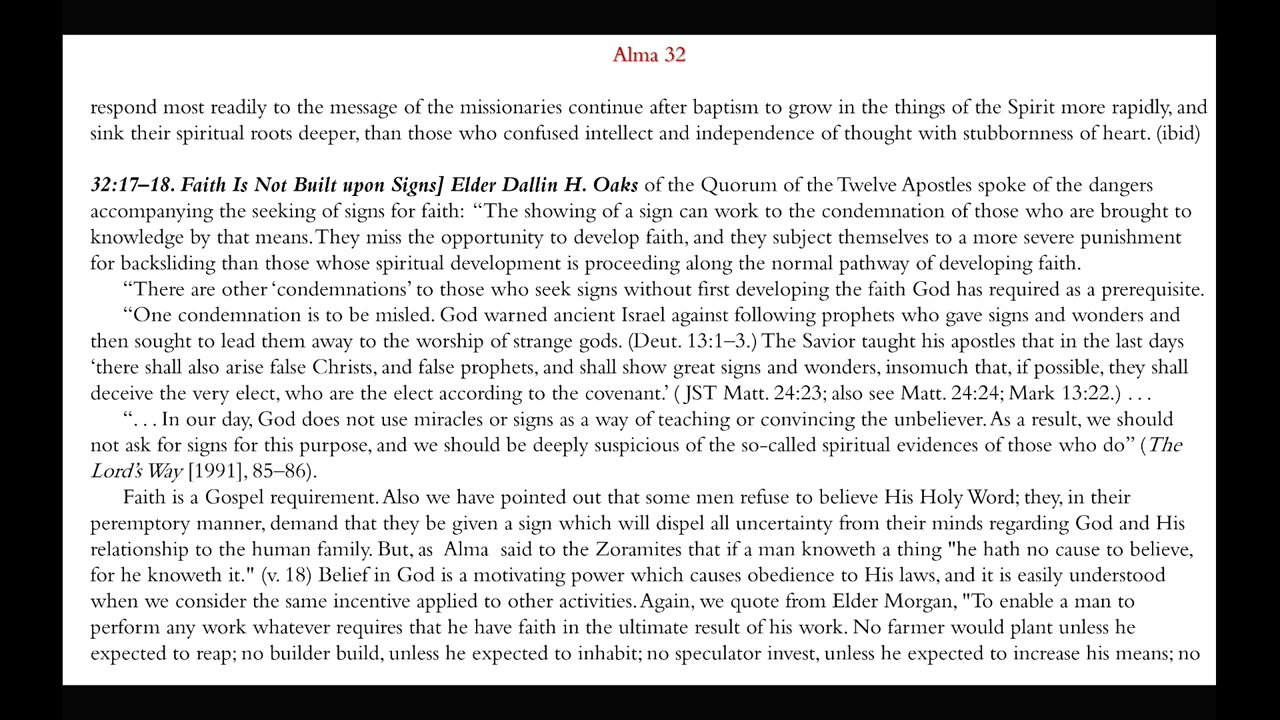 Alma 32
respond most readily to the message of the missionaries continue after baptism to grow in the things of the Spirit more rapidly, and
sink their spiritual roots deeper, than those who confused intellect and independence of thought with stubbornness of heart. (ibid)
32:17–18. Faith Is Not Built upon Signs] Elder Dallin H. Oaks of the Quorum of the Twelve Apostles spoke of the dangers
accompanying the seeking of signs for faith: “The showing of a sign can work to the condemnation of those who are brought to
knowledge by that means. They miss the opportunity to develop faith, and they subject themselves to a more severe punishment
for backsliding than those whose spiritual development is proceeding along the normal pathway of developing faith.
“There are other ‘condemnations’ to those who seek signs without first developing the faith God has required as a prerequisite.
“One condemnation is to be misled. God warned ancient Israel against following prophets who gave signs and wonders and
then sought to lead them away to the worship of strange gods. (Deut. 13:1–3.) The Savior taught his apostles that in the last days
‘there shall also arise false Christs, and false prophets, and shall show great signs and wonders, insomuch that, if possible, they shall
deceive the very elect, who are the elect according to the covenant.’ ( JST Matt. 24:23; also see Matt. 24:24; Mark 13:22.) . . .
“. . . In our day, God does not use miracles or signs as a way of teaching or convincing the unbeliever. As a result, we should
not ask for signs for this purpose, and we should be deeply suspicious of the so-called spiritual evidences of those who do” (The
Lord’s Way [1991], 85–86).
Faith is a Gospel requirement. Also we have pointed out that some men refuse to believe His Holy Word; they, in their
peremptory manner, demand that they be given a sign which will dispel all uncertainty from their minds regarding God and His
relationship to the human family. But, as Alma said to the Zoramites that if a man knoweth a thing "he hath no cause to believe,
for he knoweth it." (v. 18) Belief in God is a motivating power which causes obedience to His laws, and it is easily understood
when we consider the same incentive applied to other activities. Again, we quote from Elder Morgan, "To enable a man to
perform any work whatever requires that he have faith in the ultimate result of his work. No farmer would plant unless he
expected to reap; no builder build, unless he expected to inhabit; no speculator invest, unless he expected to increase his means; no